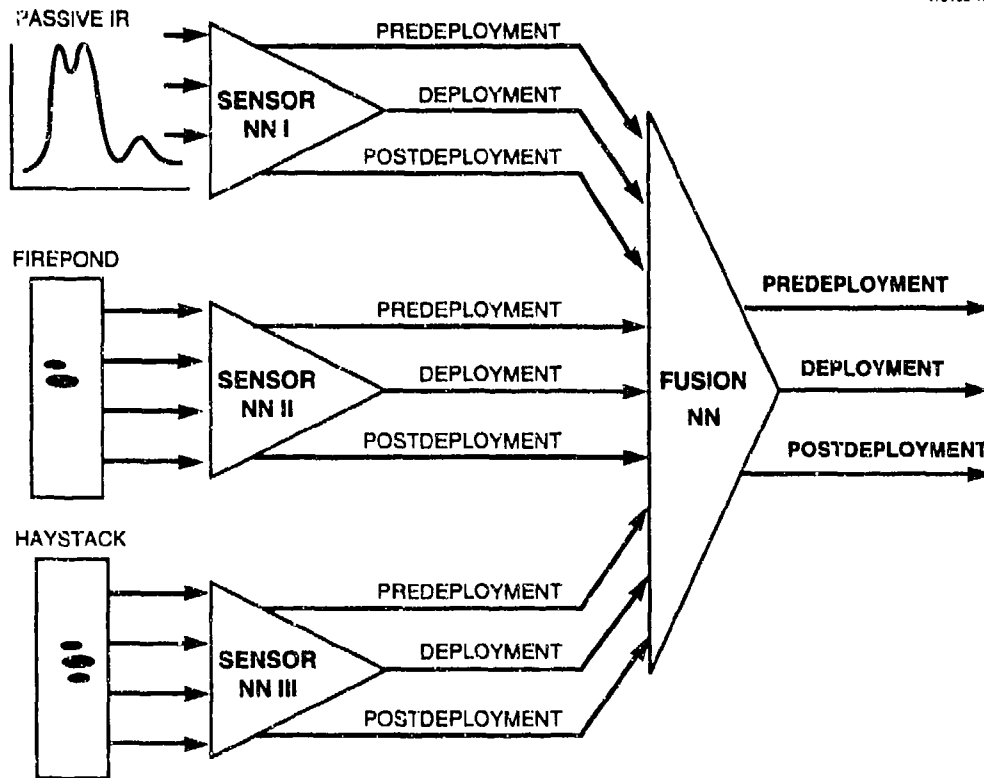 PASSIVE IR
SENSOR
NN I
PREDEPLOYMENT
DEPLOYMENT
POSTDEPLOYMENT
FIREPOND
SENSOR
NN II
PREDEPLOYMENT
DEPLOYMENT
POSTDEPLOYMENT
HAYSTACK
SENSOR
NN III
PREDEPLOYMENT
DEPLOYMENT
POSTDEPLOYMENT
FUSION
NN
PREDEPLOYMENT
DEPLOYMENT
POSTDEPLOYMENT